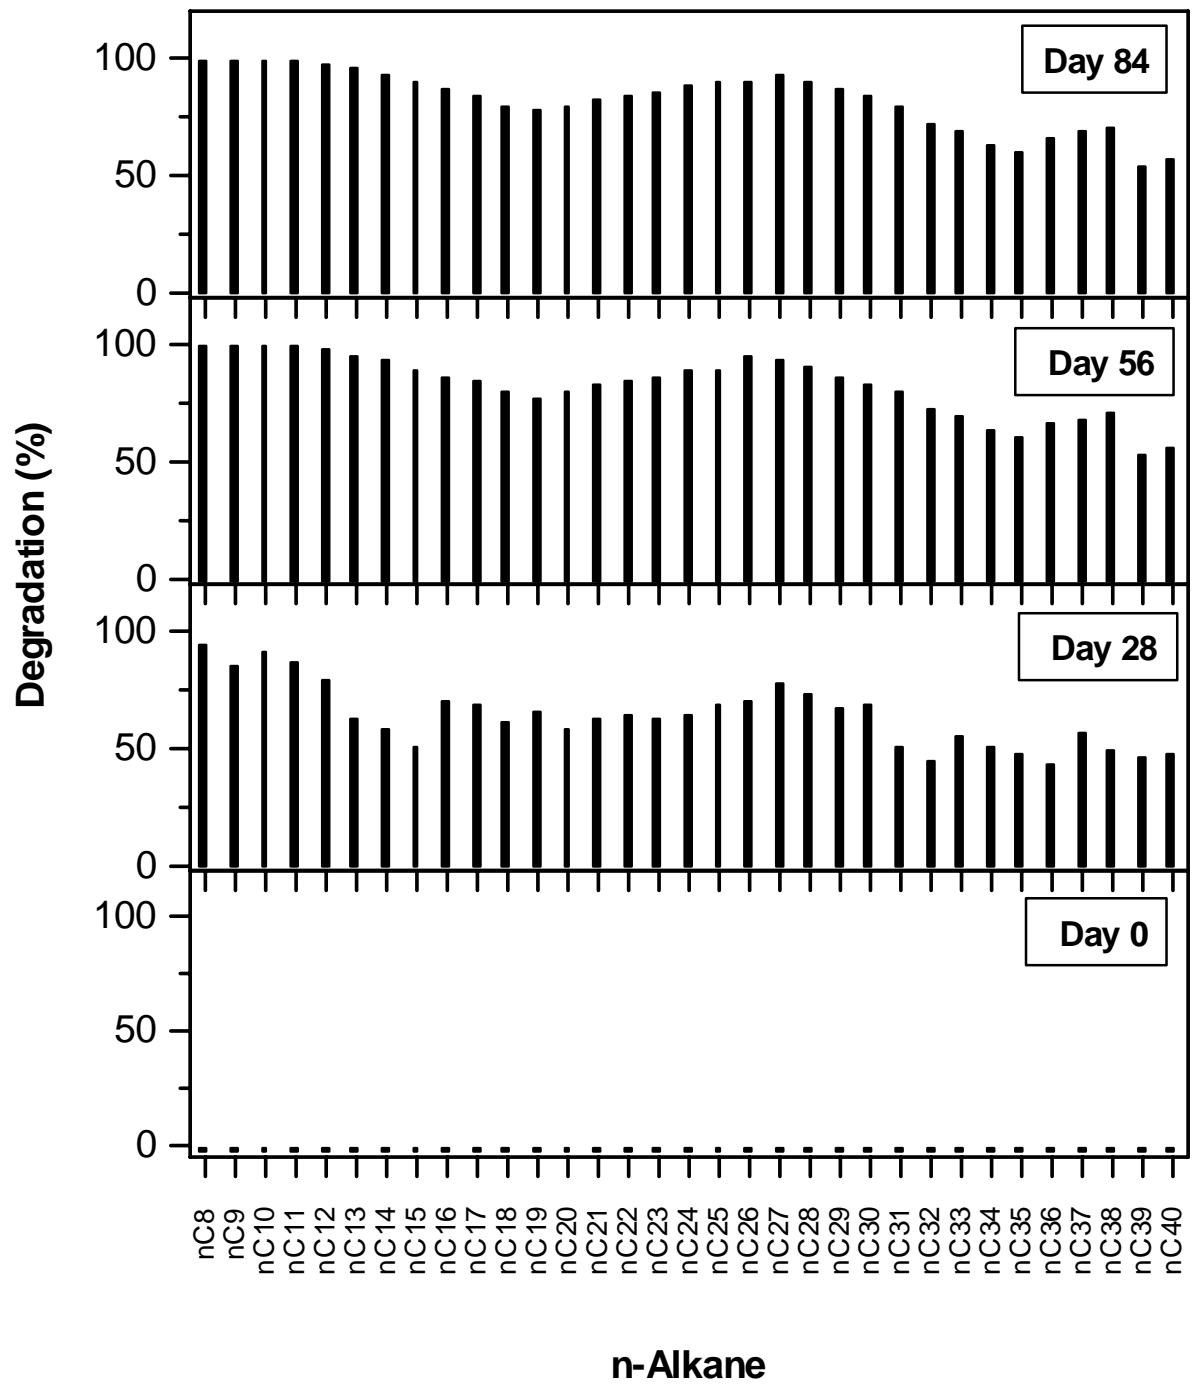 Degradation (%)
100
50
0
Day 84
100
50
0
Day 56
100
50
0
Day 28
100
50
0
Day 0
nC8
nC9
nC10
nC11
nC12
nC13
nC14
nC15
nC16
nC17
nC18
nC19
nC20
nC21
nC22
nC23
nC24
nC25
nC26
nC27
nC28
nC29
nC30
nC31
nC32
nC33
nC34
nC35
nC36
nC37
nC38
nC39
nC40
n-Alkane